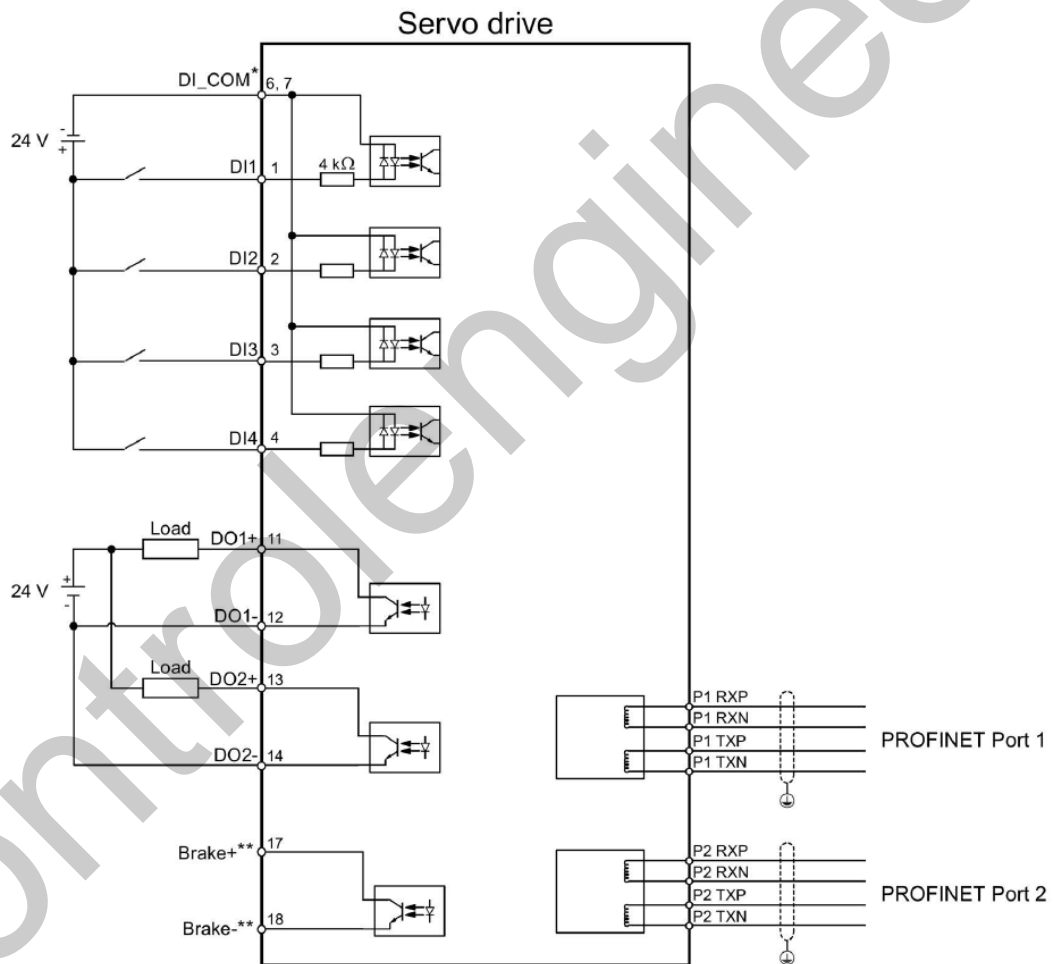 Servo drive
DI_COM* 6, 7
-
24 V
+
DI1 1 4 kΩ
DI2 2
DI3 3
DI4 4
Load DO1+ 11
+
24 V
-
DO1- 12
Load DO2+ 13
DO2- 14
Brake+** 17
Brake-** 18
P1 RXP
P1 RXN
P1 TXP
P1 TXN
PROFINET Port 1
P2 RXP
P2 RXN
P2 TXP
P2 TXN
PROFINET Port 2
ontrolenginee